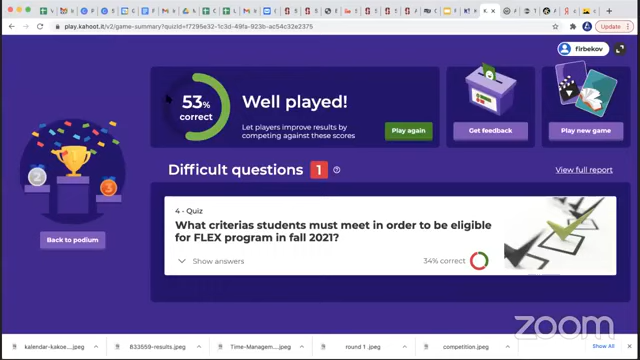 play.kahoot.it/v2/game-summary?quizId=f7296e32-1c3d-49fa-923b-ac54c32e2375
Update
firbekov
53%
correct
Well played!
Let players improve results by
competing against these scores
Play again
Get feedback
Play new game
2
1
3
Back to podium
Difficult questions 1
View full report
4 - Quiz
What criterias students must meet in order to be eligible
for FLEX program in fall 2021?
Show answers
34% correct
kalendar-kakoe....jpeg
833559-results.jpeg
Time-Managem....jpeg
round 1 .jpeg
competition.jpeg
Show All
zoom